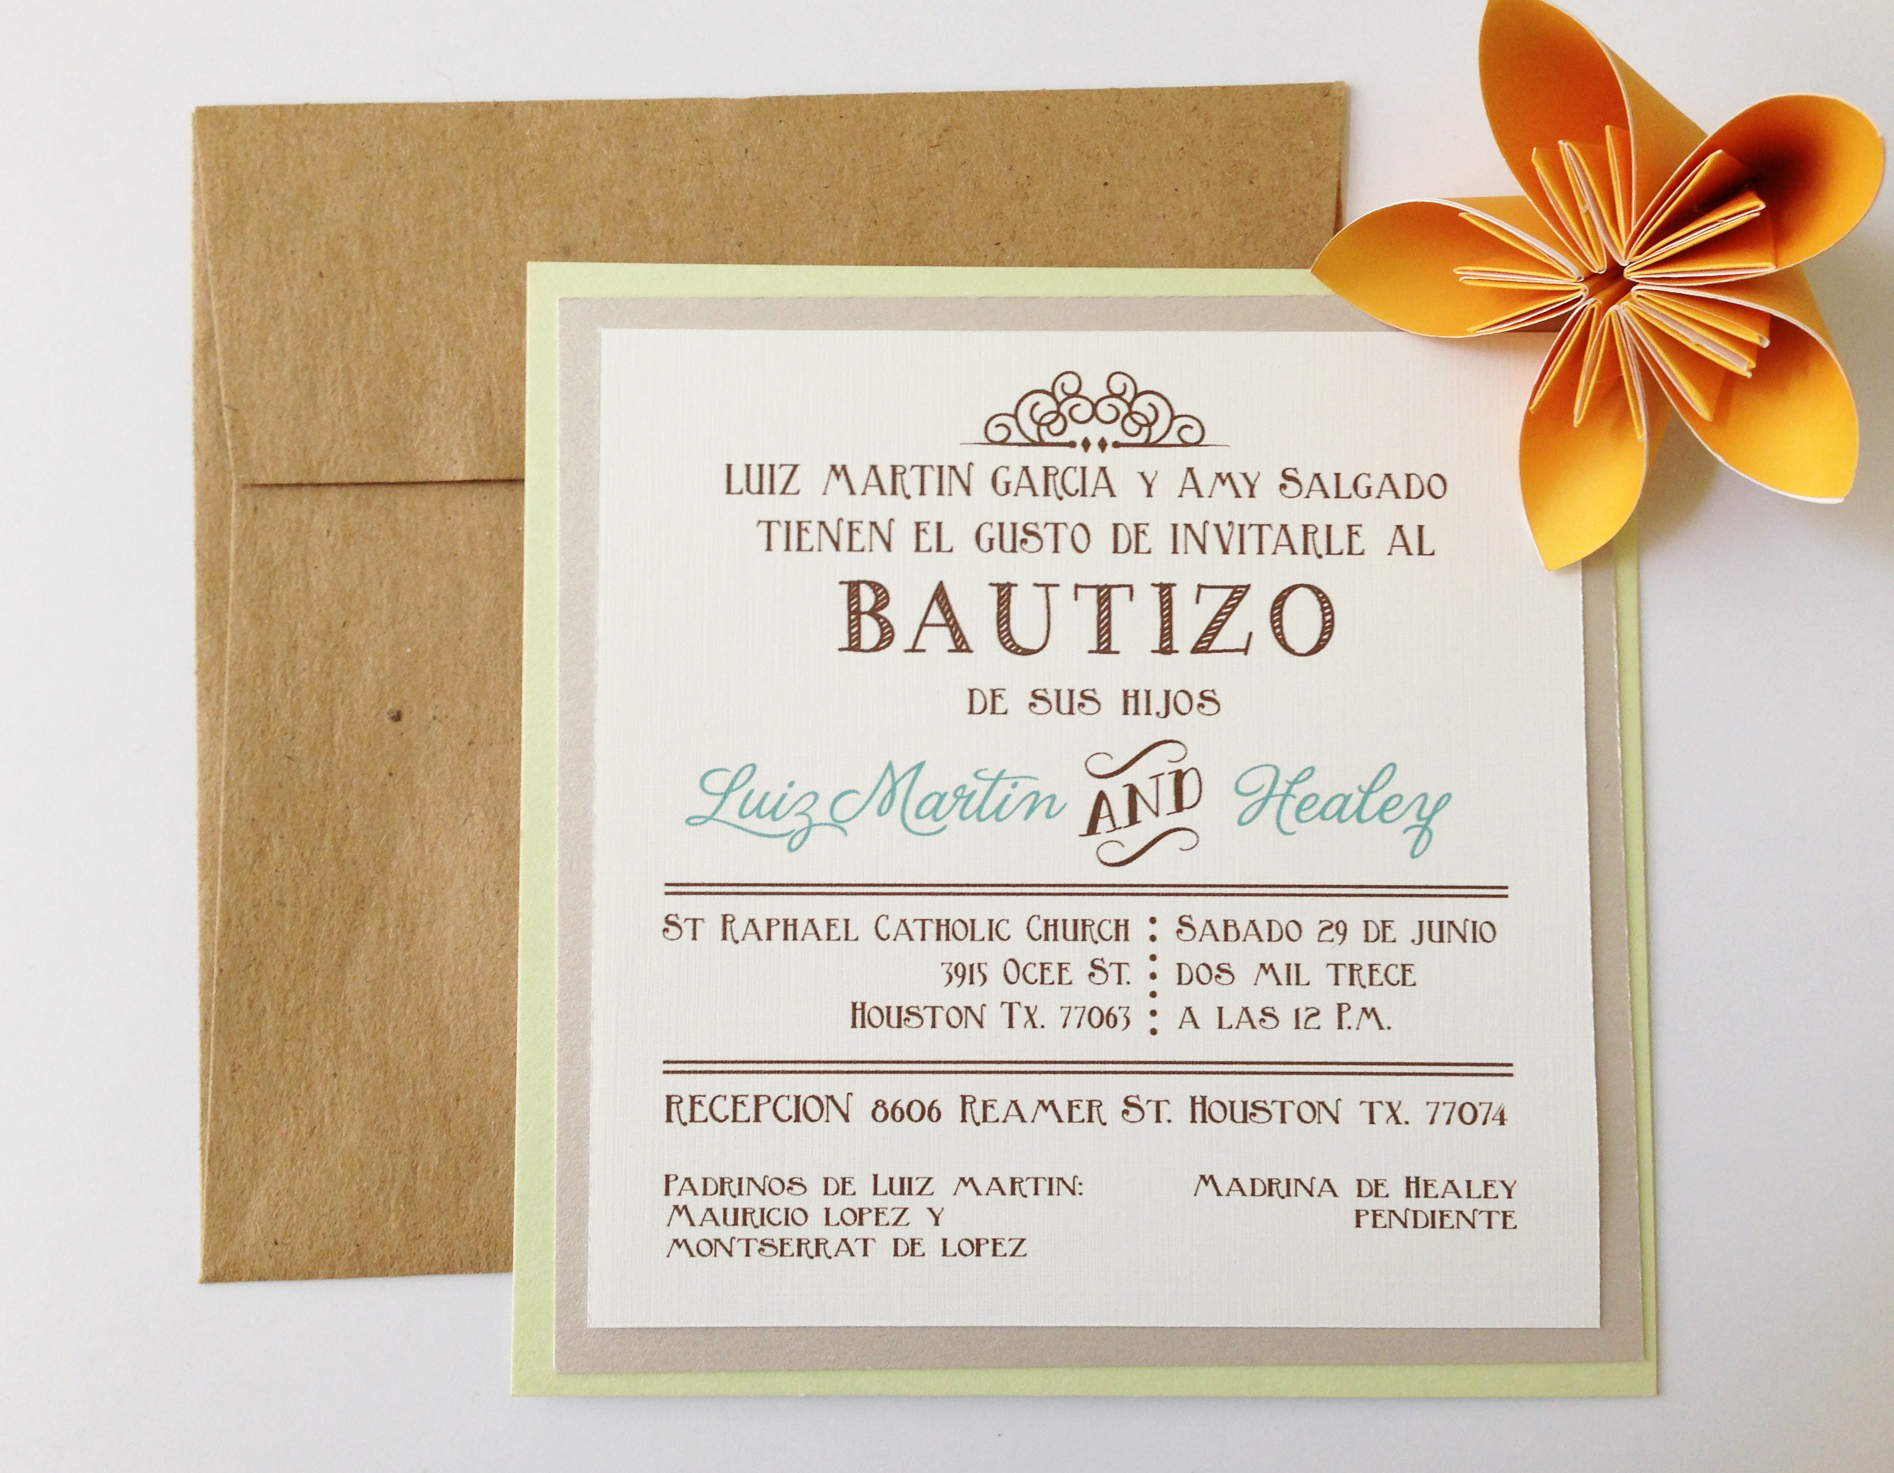 LUIZ MARTIN GARCIA Y AMY SALGADO
TIENEN EL GUSTO DE INVITARLE AL
BAUTIZO
DE SUS HIJOS
Luiz Martin AND Healey
ST RAPHAEL CATHOLIC CHURCH
3915 OCEE ST.
HOUSTON TX. 77063
SABADO 29 DE JUNIO
DOS MIL TRECE
A LAS 12 P.M.
RECEPCION 8606 REAMER ST. HOUSTON TX. 77074
PADRINOS DE LUIZ MARTIN:
MAURICIO LOPEZ Y
MONTSERRAT DE LOPEZ
MADRINA DE HEALEY
PENDIENTE